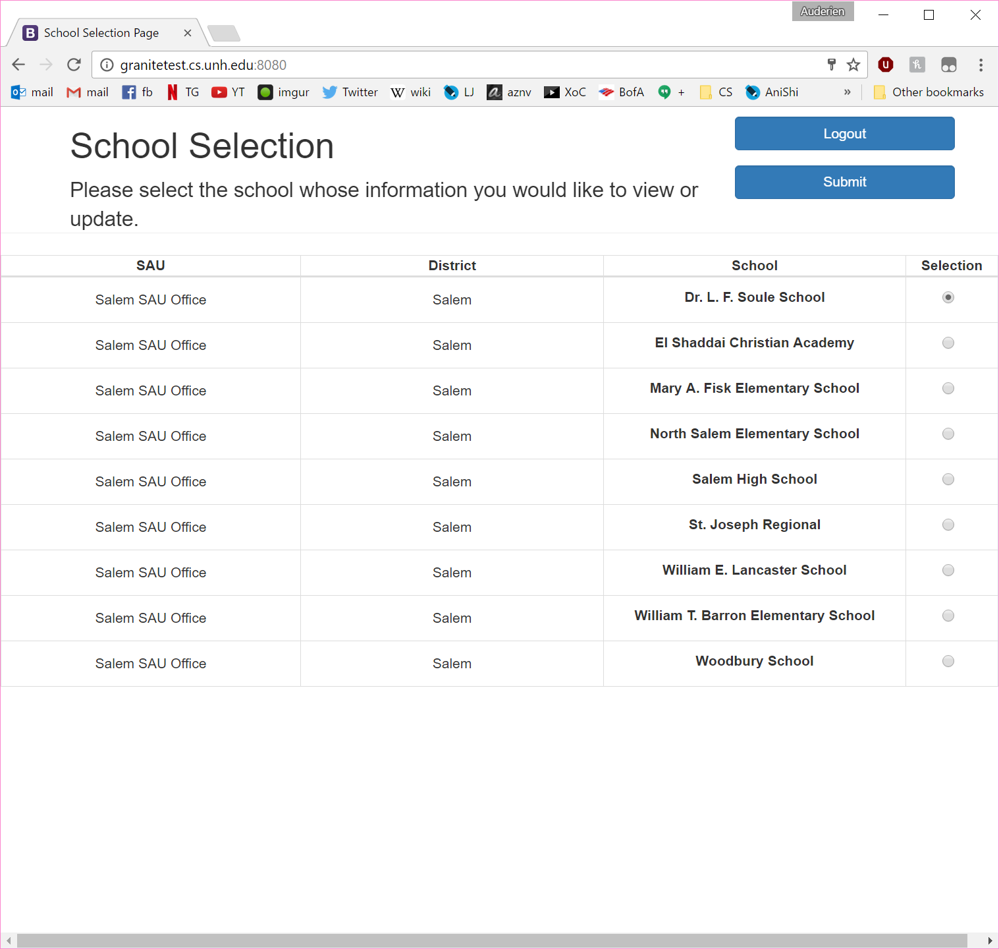 Auderien
School Selection Page
granitetest.cs.unh.edu:8080
mail mail fb TG YT imgur Twitter wiki LJ aznv XoC BofA + CS AniShi » Other bookmarks
School Selection
Logout
Submit
Please select the school whose information you would like to view or
update.
SAU District School Selection
Salem SAU Office Salem Dr. L. F. Soule School
Salem SAU Office Salem El Shaddai Christian Academy
Salem SAU Office Salem Mary A. Fisk Elementary School
Salem SAU Office Salem North Salem Elementary School
Salem SAU Office Salem Salem High School
Salem SAU Office Salem St. Joseph Regional
Salem SAU Office Salem William E. Lancaster School
Salem SAU Office Salem William T. Barron Elementary School
Salem SAU Office Salem Woodbury School